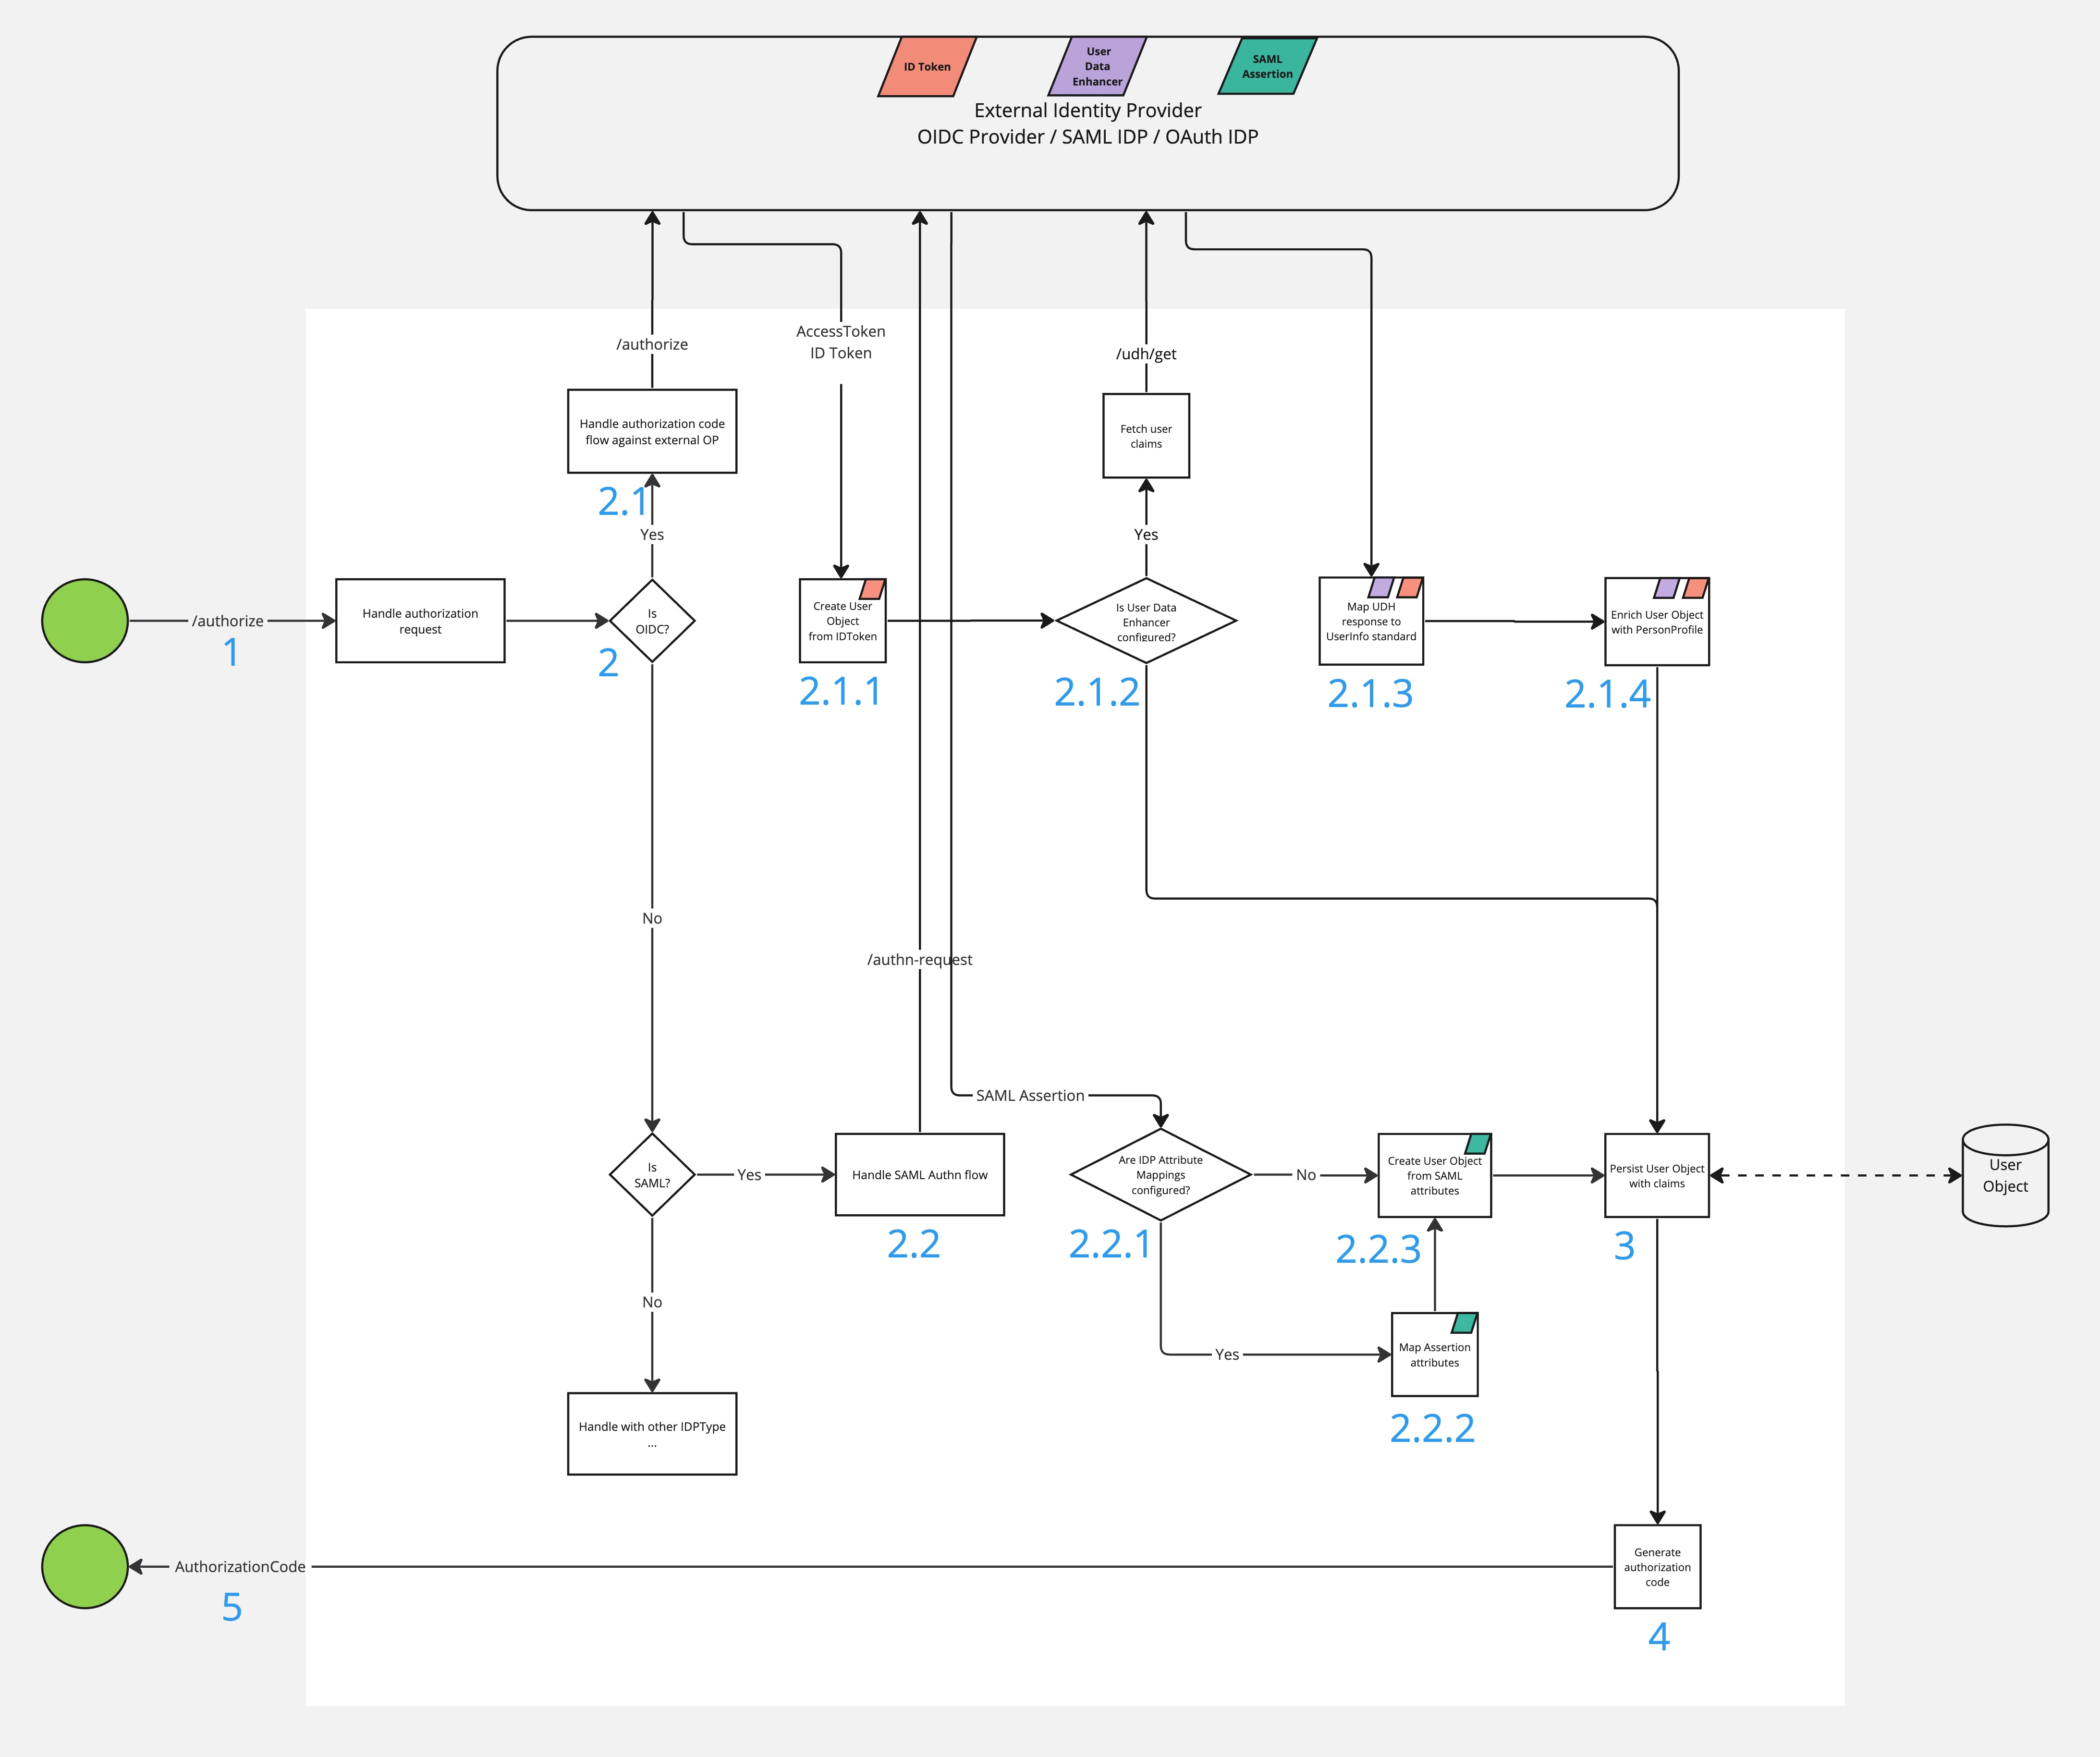 ID Token
User
Data
Enhancer
SAML
Assertion
External Identity Provider
OIDC Provider / SAML IDP / OAuth IDP
/authorize
AccessToken
ID Token
/udh/get
Handle authorization code
flow against external OP
2.1
Yes
Fetch user
claims
Yes
/authorize
1
Handle authorization
request
Is
OIDC?
2
Create User
Object
from IDToken
2.1.1
Is User Data
Enhancer
configured?
2.1.2
Map UDH
response to
UserInfo standard
2.1.3
Enrich User Object
with PersonProfile
2.1.4
No
/authn-request
SAML Assertion
Is
SAML?
Yes
Handle SAML Authn flow
2.2
Are IDP Attribute
Mappings
configured?
2.2.1
No
Create User Object
from SAML
attributes
2.2.3
Persist User Object
with claims
3
User
Object
No
Yes
Map Assertion
attributes
2.2.2
Handle with other IDPType
...
AuthorizationCode
5
Generate
authorization
code
4